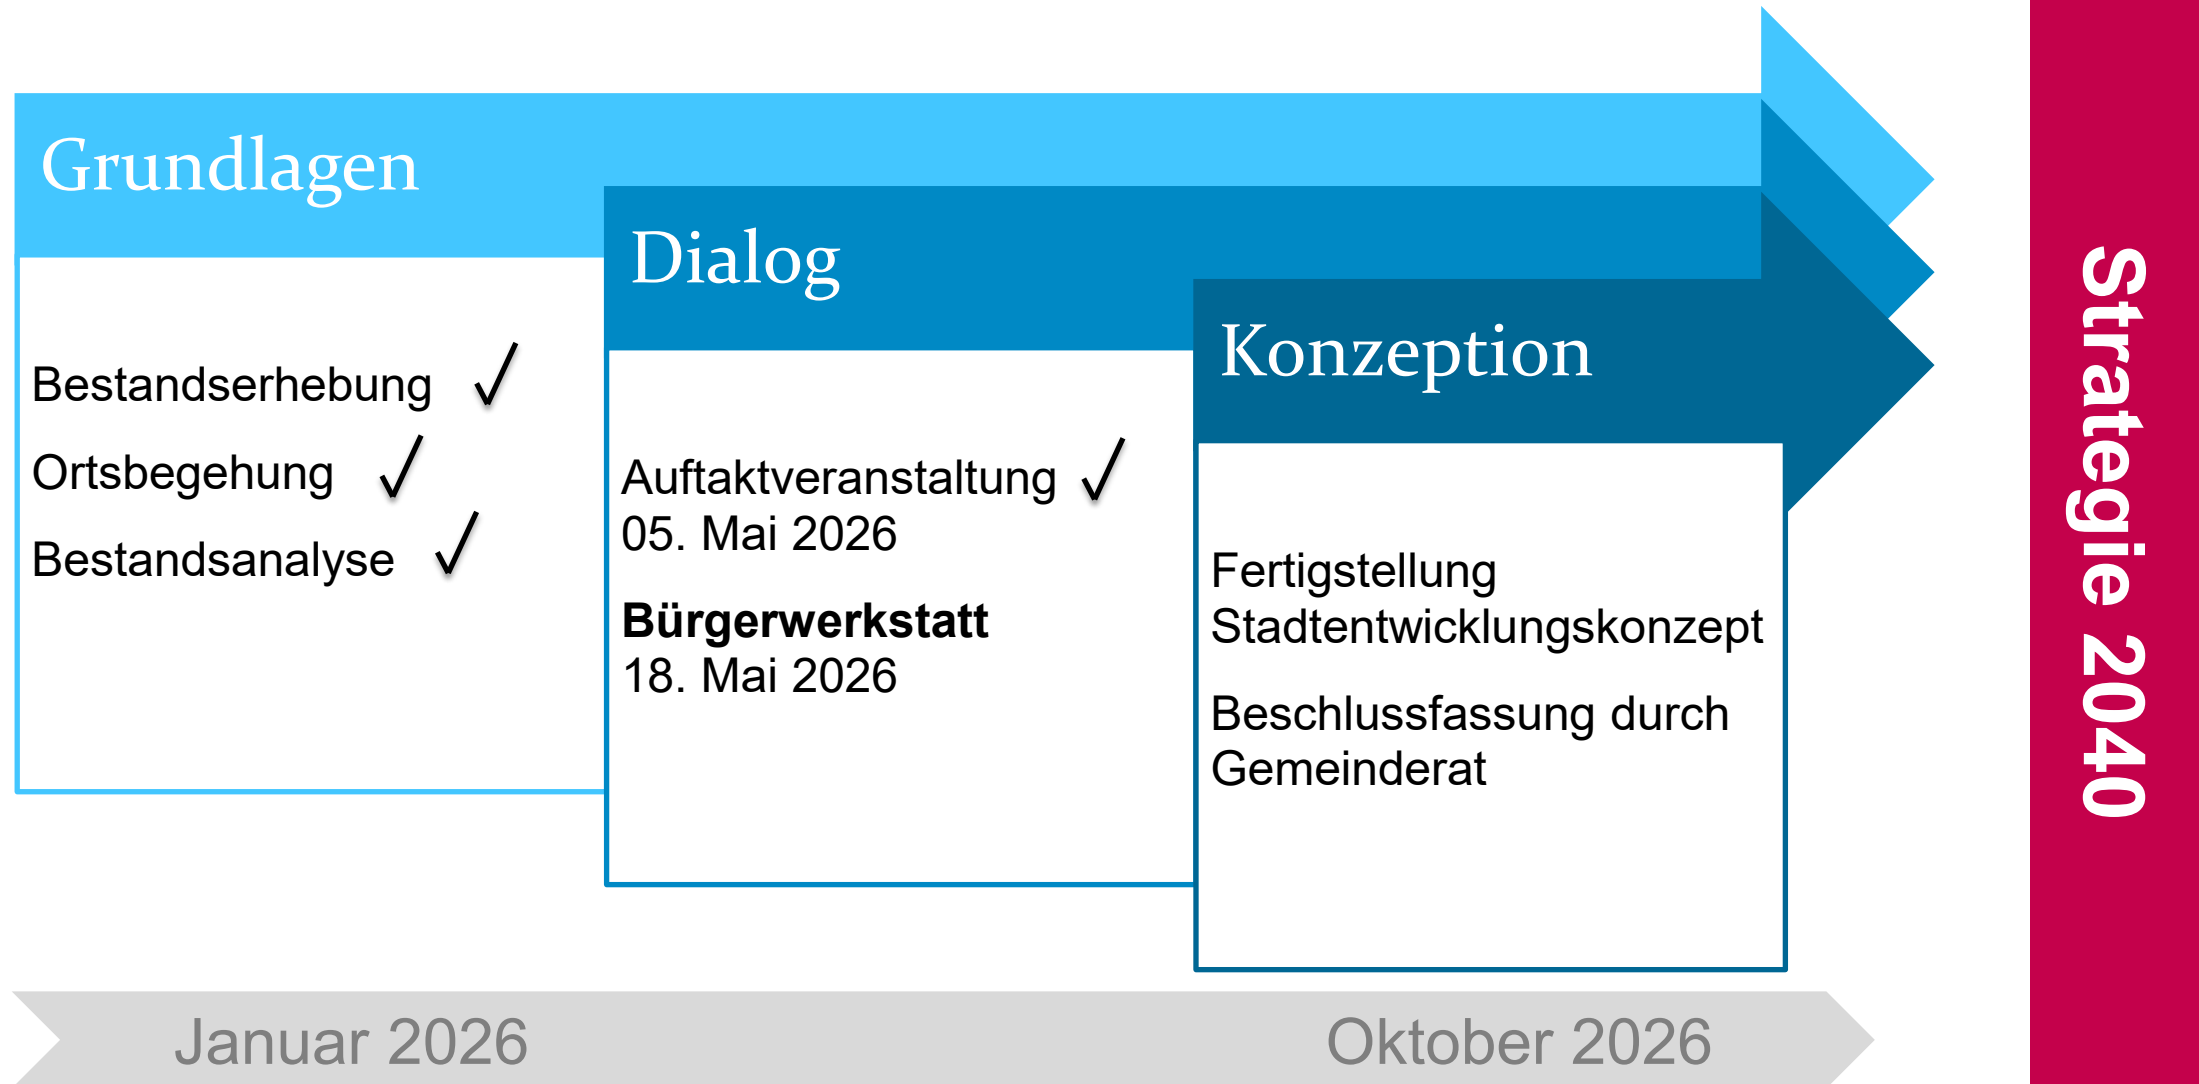 Grundlagen
Bestandserhebung
Ortsbegehung
Bestandsanalyse
Dialog
Auftaktveranstaltung
05. Mai 2026
Bürgerwerkstatt
18. Mai 2026
Konzeption
Fertigstellung
Stadtentwicklungskonzept
Beschlussfassung durch
Gemeinderat
Januar 2026
Oktober 2026
Strategie 2040